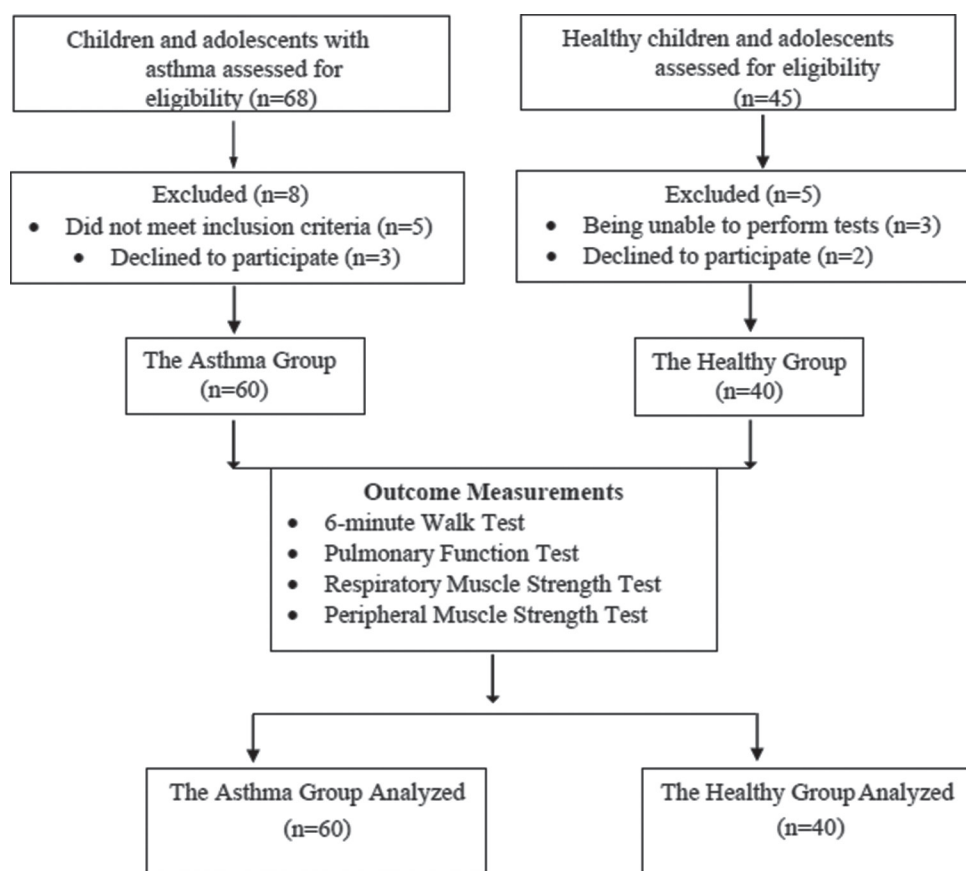 Children and adolescents with
asthma assessed for
eligibility (n=68)
Healthy children and adolescents
assessed for eligibility
(n=45)
Excluded (n=8)
• Did not meet inclusion criteria (n=5)
• Declined to participate (n=3)
Excluded (n=5)
• Being unable to perform tests (n=3)
• Declined to participate (n=2)
The Asthma Group
(n=60)
The Healthy Group
(n=40)
Outcome Measurements
• 6-minute Walk Test
• Pulmonary Function Test
• Respiratory Muscle Strength Test
• Peripheral Muscle Strength Test
The Asthma Group Analyzed
(n=60)
The Healthy Group Analyzed
(n=40)